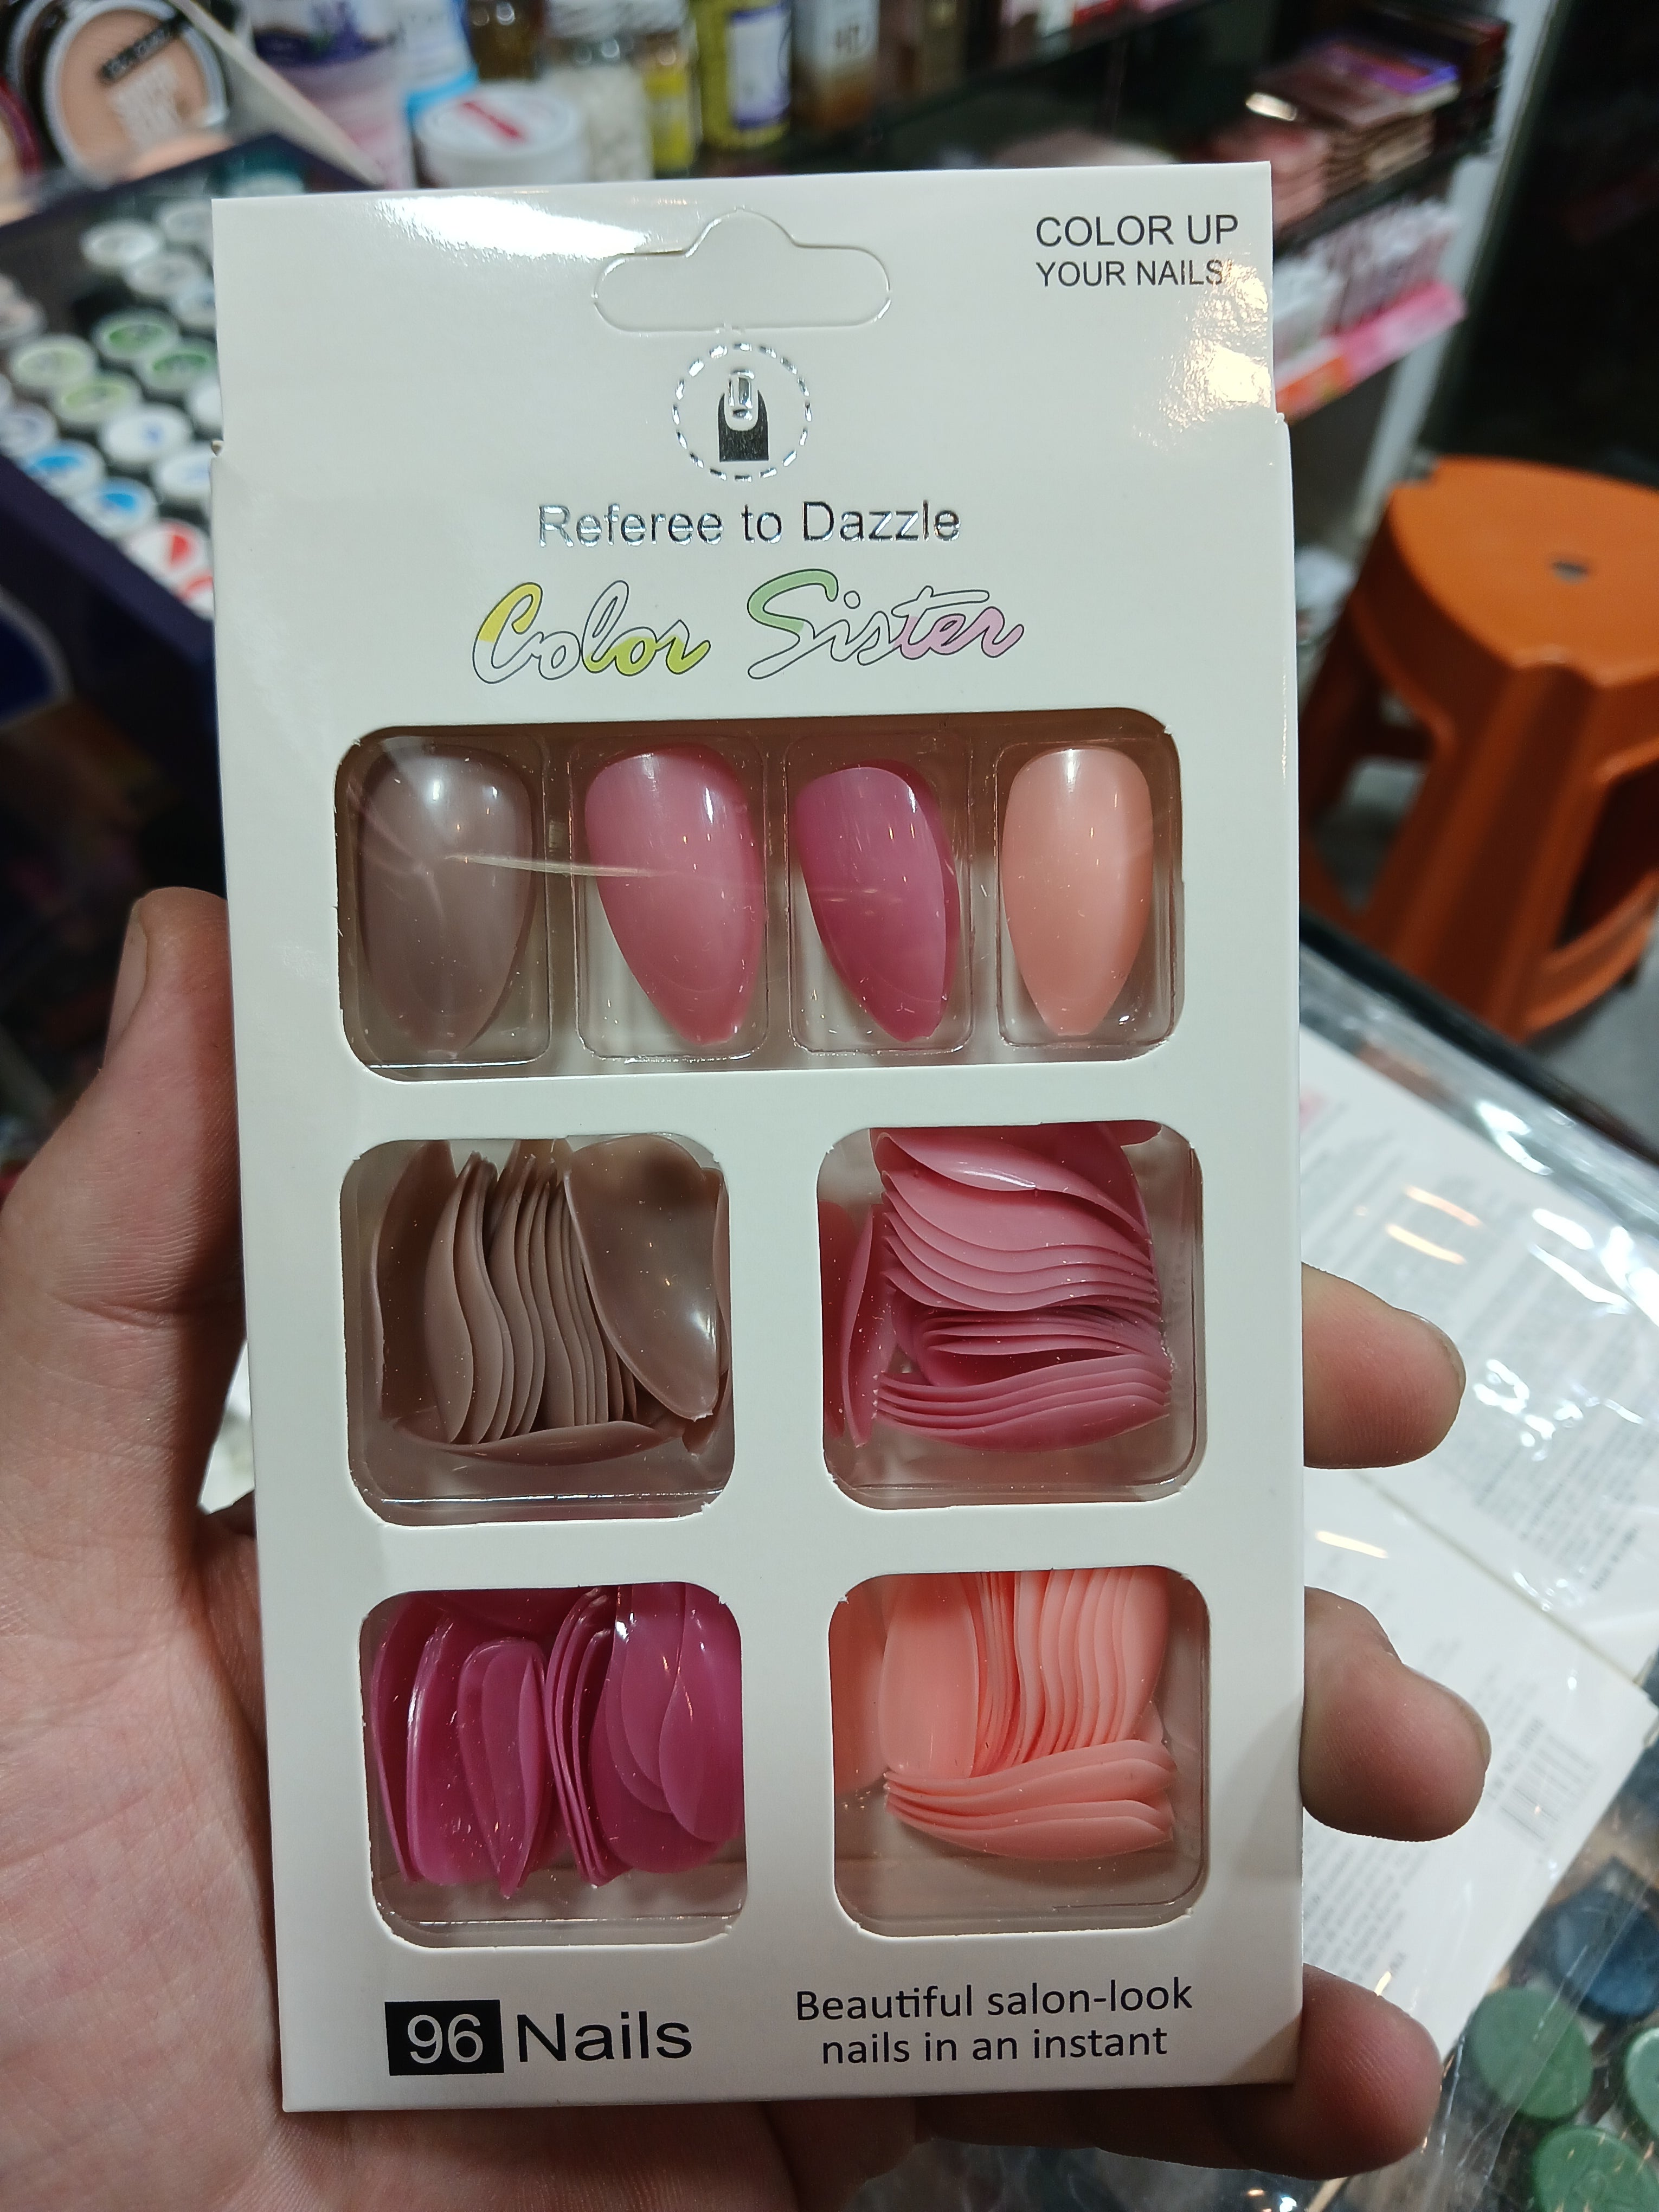 COLOR UP
YOUR NAILS!
Referee to Dazzle
Color Sister
96 Nails
Beautiful salon-look
nails in an instant